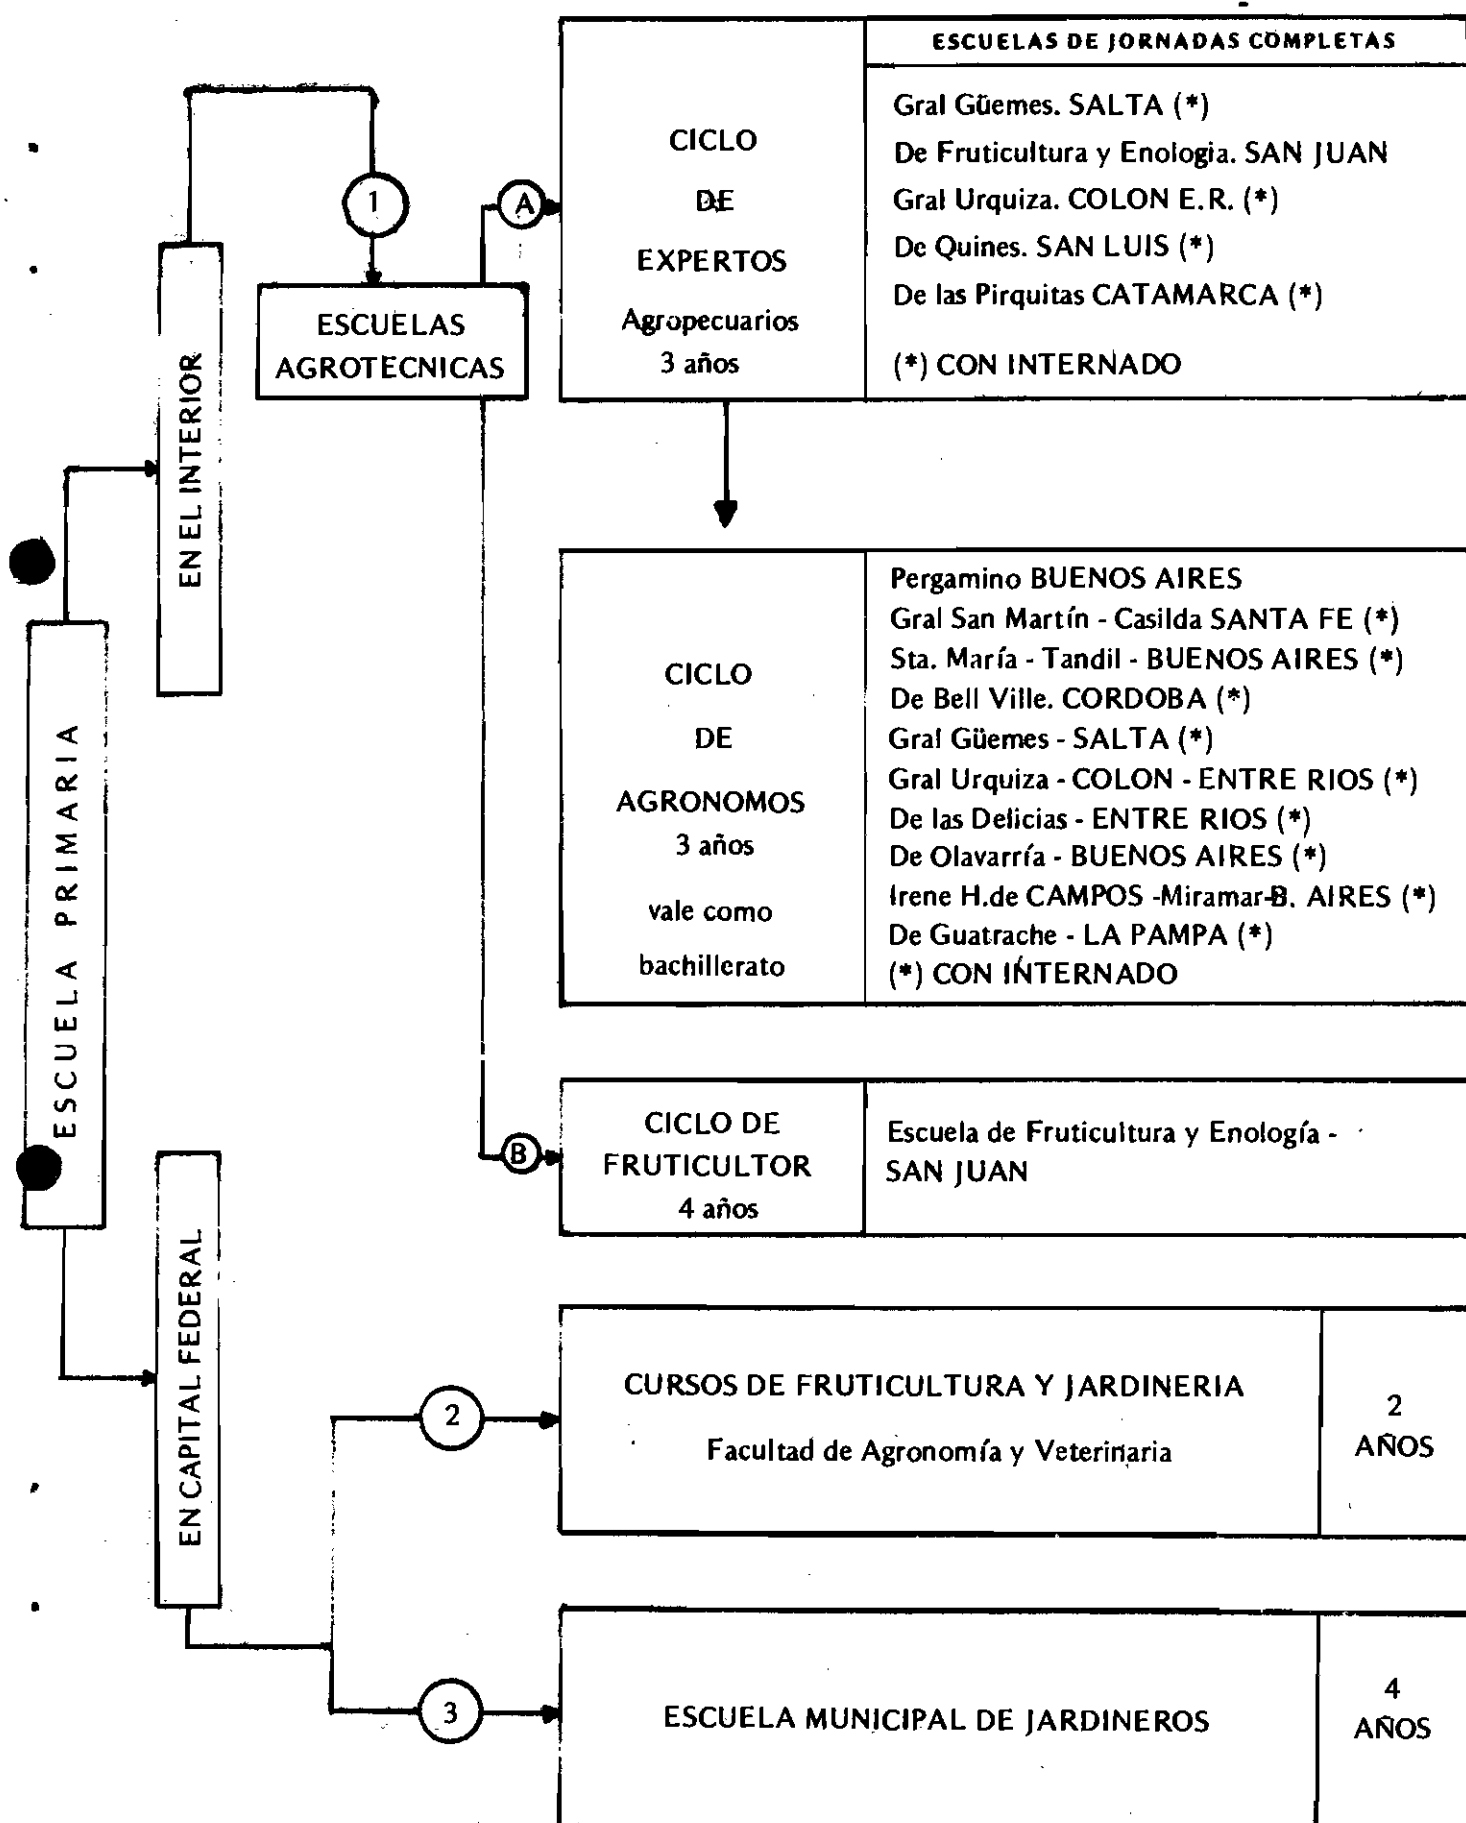 ESCUELA PRIMARIA
EN EL INTERIOR
1
ESCUELAS
AGROTECNICAS
A
CICLO
DE
EXPERTOS
Agropecuarios
3 años
ESCUELAS DE JORNADAS COMPLETAS
Gral Güemes. SALTA (*)
De Fruticultura y Enologia. SAN JUAN
Gral Urquiza. COLON E.R. (*)
De Quines. SAN LUIS (*)
De las Pirquitas CATAMARCA (*)
(*) CON INTERNADO
CICLO
DE
AGRONOMOS
3 años
vale como
bachillerato
Pergamino BUENOS AIRES
Gral San Martín - Casilda SANTA FE (*)
Sta. María - Tandil - BUENOS AIRES (*)
De Bell Ville. CORDOBA (*)
Gral Güemes - SALTA (*)
Gral Urquiza - COLON - ENTRE RIOS (*)
De las Delicias - ENTRE RIOS (*)
De Olavarría - BUENOS AIRES (*)
Irene H.de CAMPOS -Miramar-B. AIRES (*)
De Guatrache - LA PAMPA (*)
(*) CON INTERNADO
B
CICLO DE
FRUTICULTOR
4 años
Escuela de Fruticultura y Enología -
SAN JUAN
EN CAPITAL FEDERAL
2
CURSOS DE FRUTICULTURA Y JARDINERIA
Facultad de Agronomía y Veterinaria
2
AÑOS
3
ESCUELA MUNICIPAL DE JARDINEROS
4
AÑOS